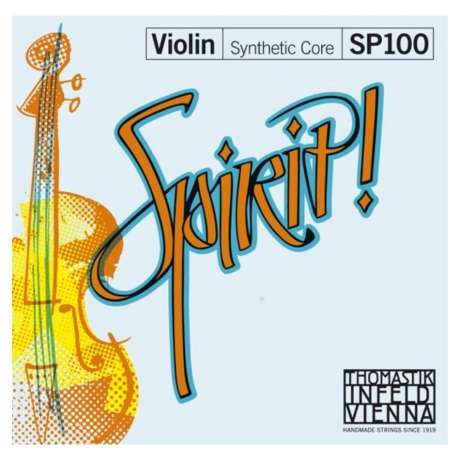 Violin Synthetic Core SP100
Spirit!
THOMASTIK
INFELD
VIENNA
HANDMADE STRINGS SINCE 1919